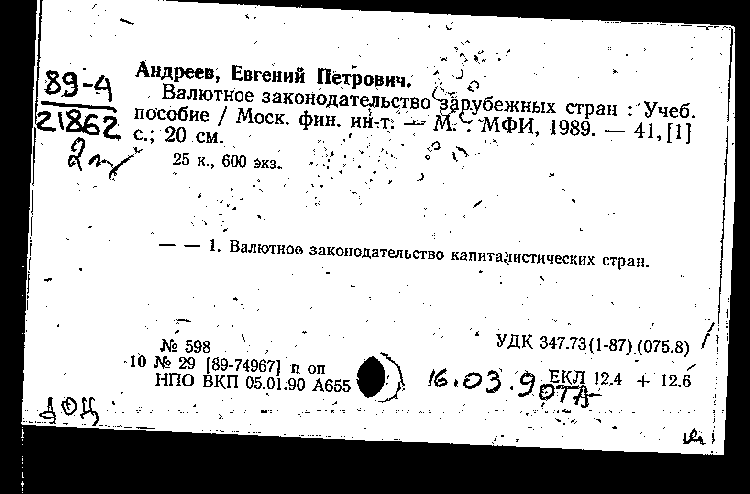 89-4
21862
Андреев, Евгений Петрович.
Валютное законодательство зарубежных стран : Учеб.
пособие / Моск. фин. ин-т. — М. : МФИ, 1989. — 41,[1]
с.; 20 см.
25 к., 600 экз.
— — 1. Валютное законодательство капиталистических стран.
№ 598
УДК 347.73(1-87)(075.8)
10 № 29 [89-74967] п оп
НПО ВКП 05.01.90 А655
16.03.90
ЕКЛ 12.4 + 12.6